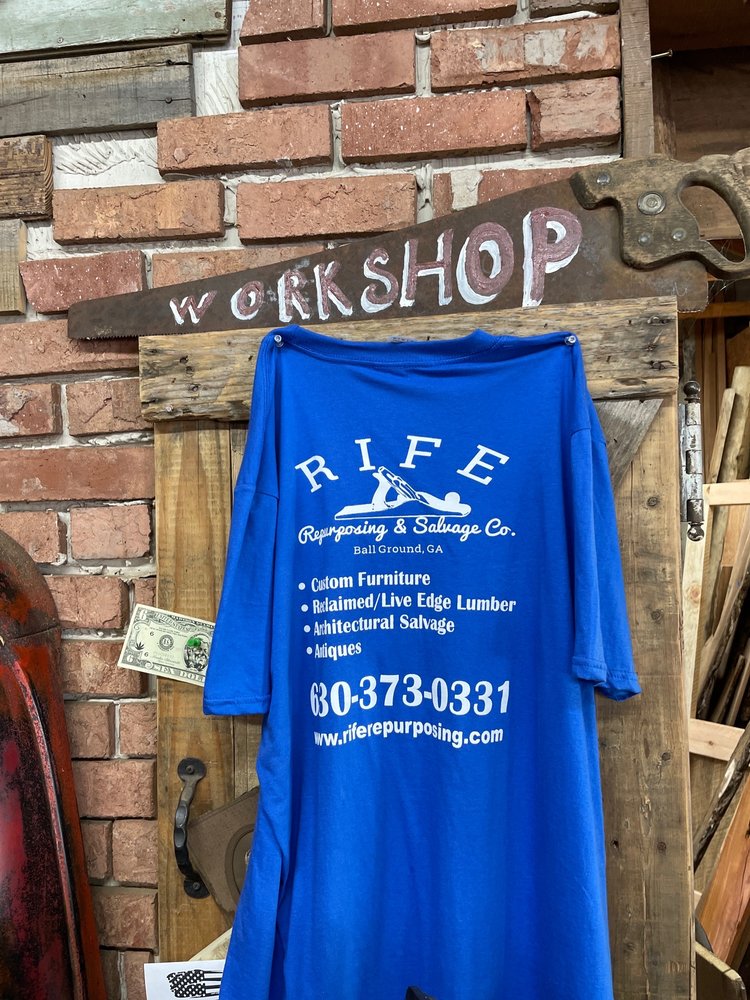 WORKSHOP
RIFE
Repurposing & Salvage Co.
Ball Ground, GA
• Custom Furniture
• Reclaimed/Live Edge Lumber
• Architectural Salvage
• Antiques
630-373-0331
www.riferepurposing.com